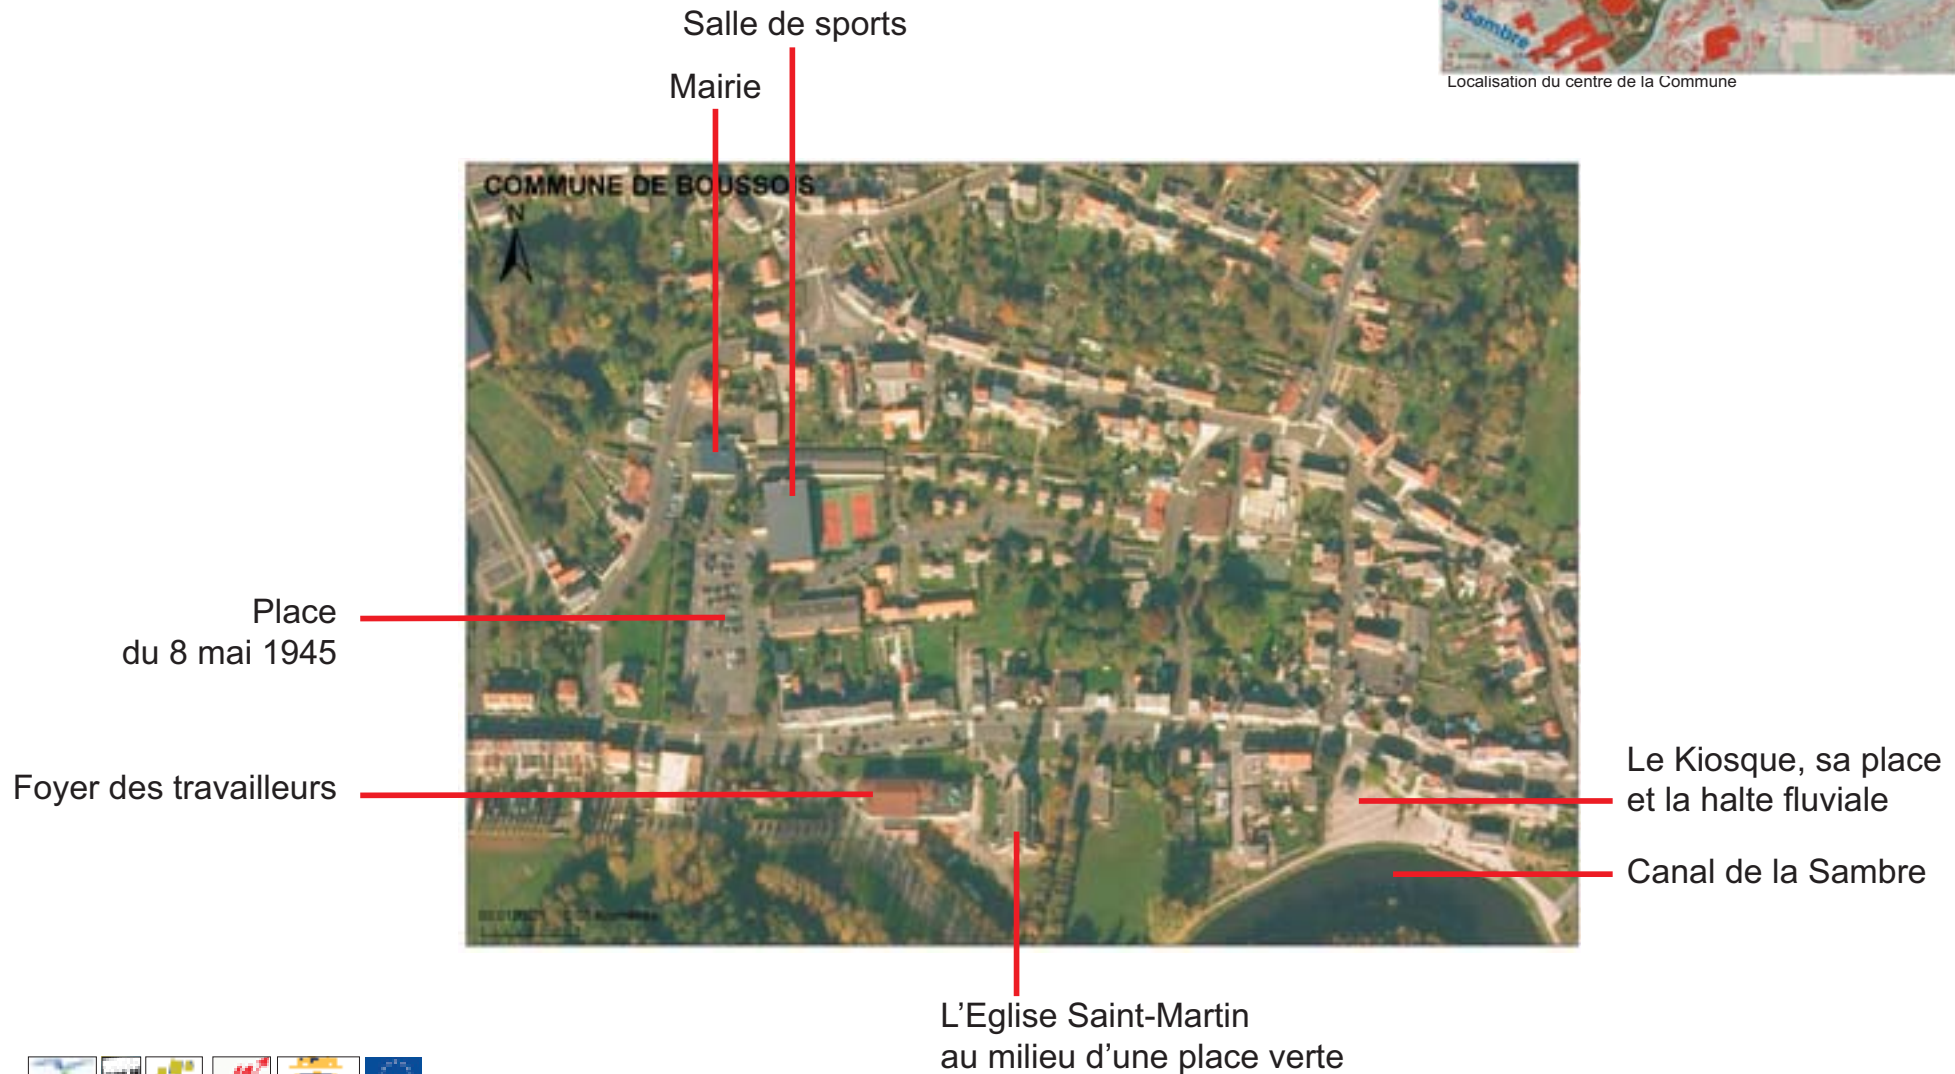 Salle de sports
Mairie
a Sambre
Localisation du centre de la Commune
COMMUNE DE BOUSSOIS
N
Place
du 8 mai 1945
Foyer des travailleurs
Le Kiosque, sa place
et la halte fluviale
Canal de la Sambre
L'Eglise Saint-Martin
au milieu d'une place verte